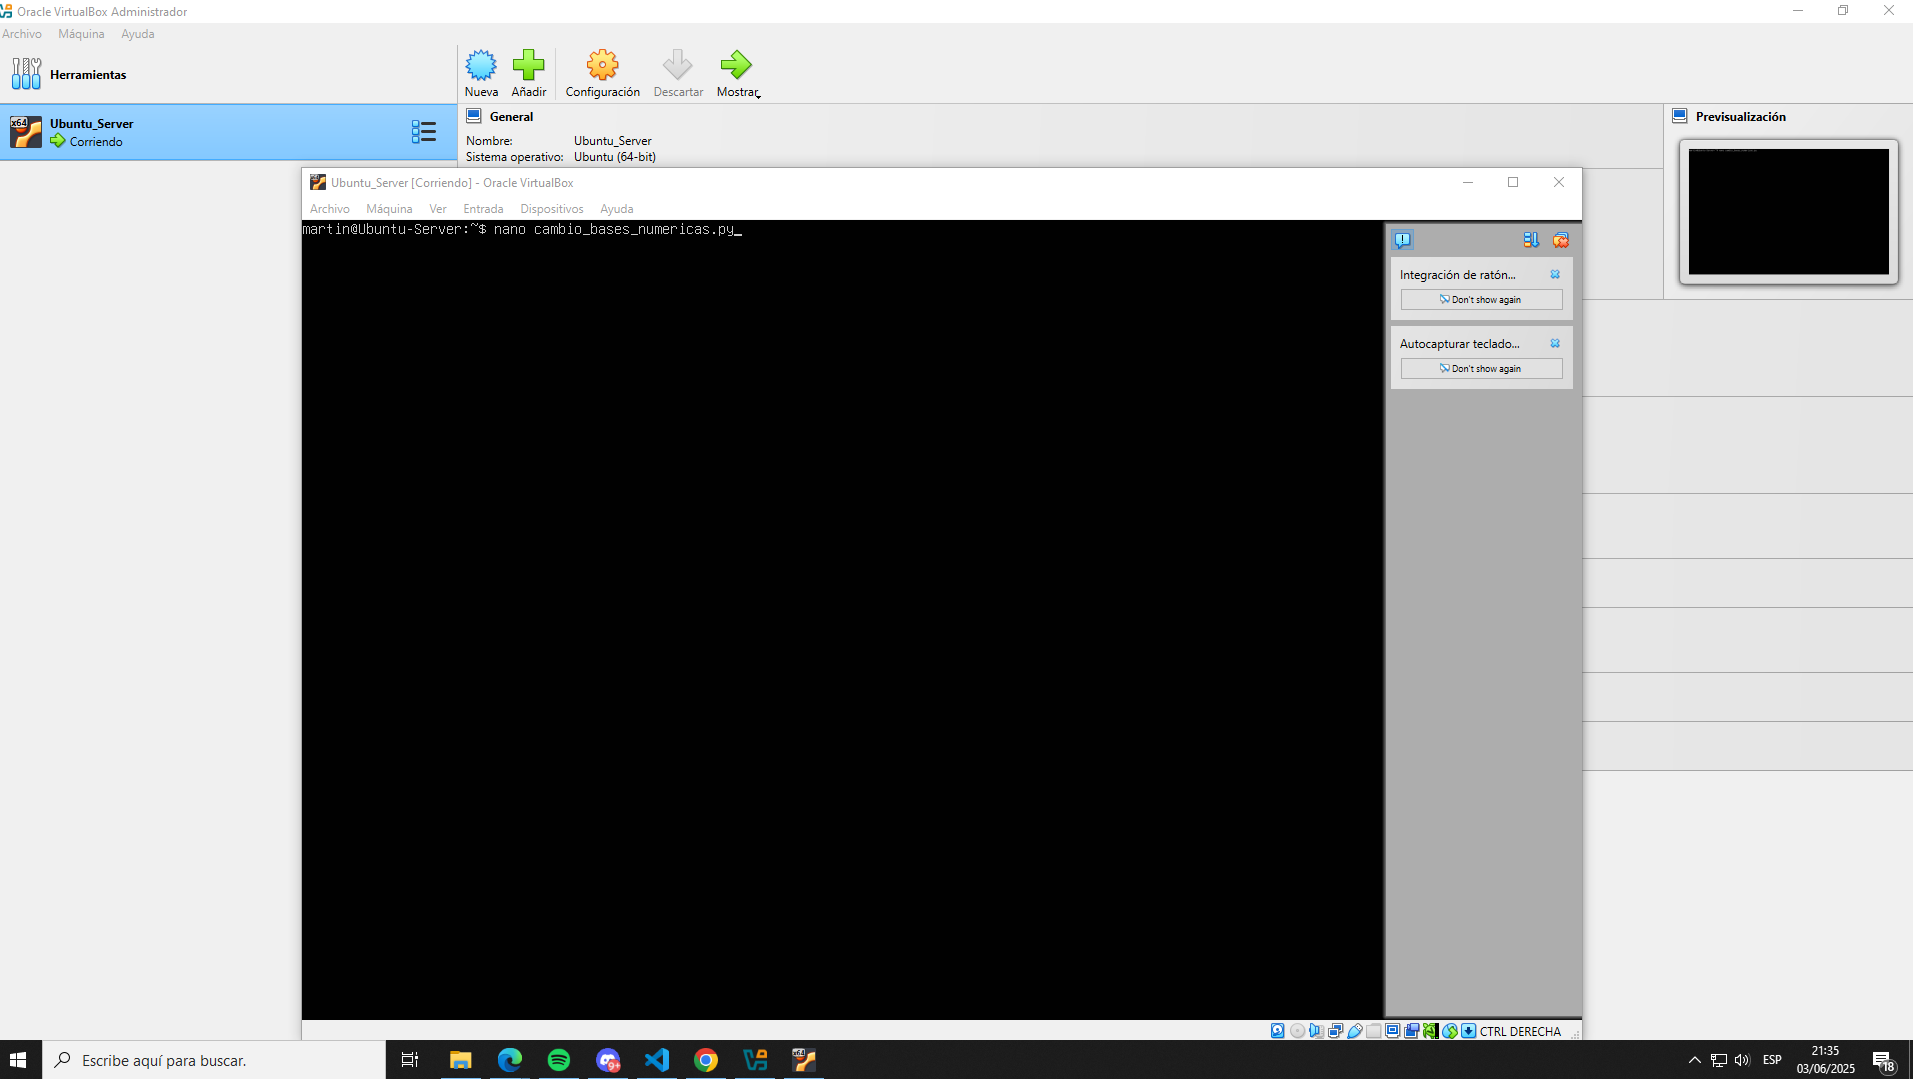 Oracle VirtualBox Administrador
Archivo Máquina Ayuda
Herramientas
Nueva Añadir Configuración Descartar Mostrar
x64 Ubuntu_Server
Corriendo
General
Nombre: Ubuntu_Server
Sistema operativo: Ubuntu (64-bit)
Previsualización
Ubuntu_Server [Corriendo] - Oracle VirtualBox
Archivo Máquina Ver Entrada Dispositivos Ayuda
martin@Ubuntu-Server:~$ nano cambio_bases_numericas.py_
Integración de ratón...
Don't show again
Autocapturar teclado...
Don't show again
CTRL DERECHA
Escribe aquí para buscar.
9+
ESP
21:35
03/06/2025
18